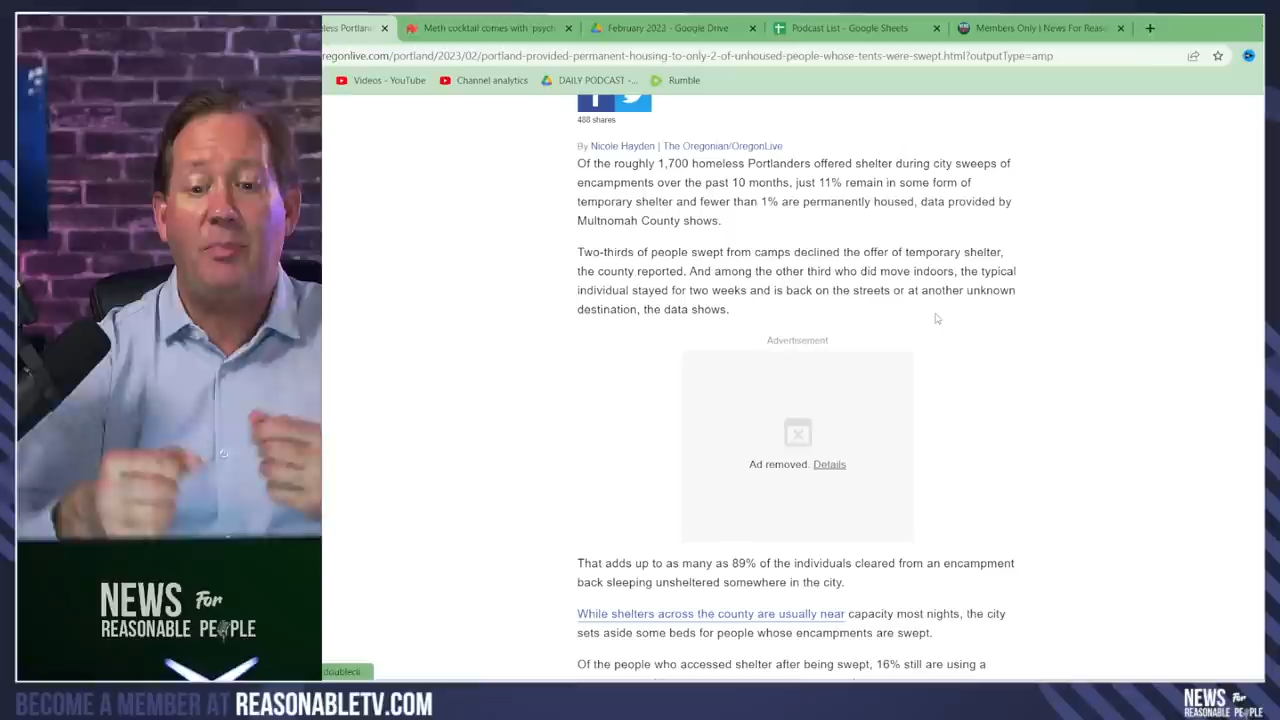 eless Portlan
Meth cocktail comes with 'psych
February 2023 - Google Drive
Podcast List - Google Sheets
Members Only | News For Reaso
regonlive.com/portland/2023/02/portland-provided-permanent-housing-to-only-2-of-unhoused-people-whose-tents-were-swept.html?outputType=amp
Videos - YouTube
Channel analytics
DAILY PODCAST -...
Rumble
488 shares
By Nicole Hayden | The Oregonian/OregonLive
Of the roughly 1,700 homeless Portlanders offered shelter during city sweeps of
encampments over the past 10 months, just 11% remain in some form of
temporary shelter and fewer than 1% are permanently housed, data provided by
Multnomah County shows.
Two-thirds of people swept from camps declined the offer of temporary shelter,
the county reported. And among the other third who did move indoors, the typical
individual stayed for two weeks and is back on the streets or at another unknown
destination, the data shows.
Advertisement
Ad removed. Details
That adds up to as many as 89% of the individuals cleared from an encampment
back sleeping unsheltered somewhere in the city.
While shelters across the county are usually near capacity most nights, the city
sets aside some beds for people whose encampments are swept.
Of the people who accessed shelter after being swept, 16% still are using a
NEWS For
REASONABLE PEOPLE
BECOME A MEMBER AT REASONABLETV.COM
NEWS For
REASONABLE PEOPLE